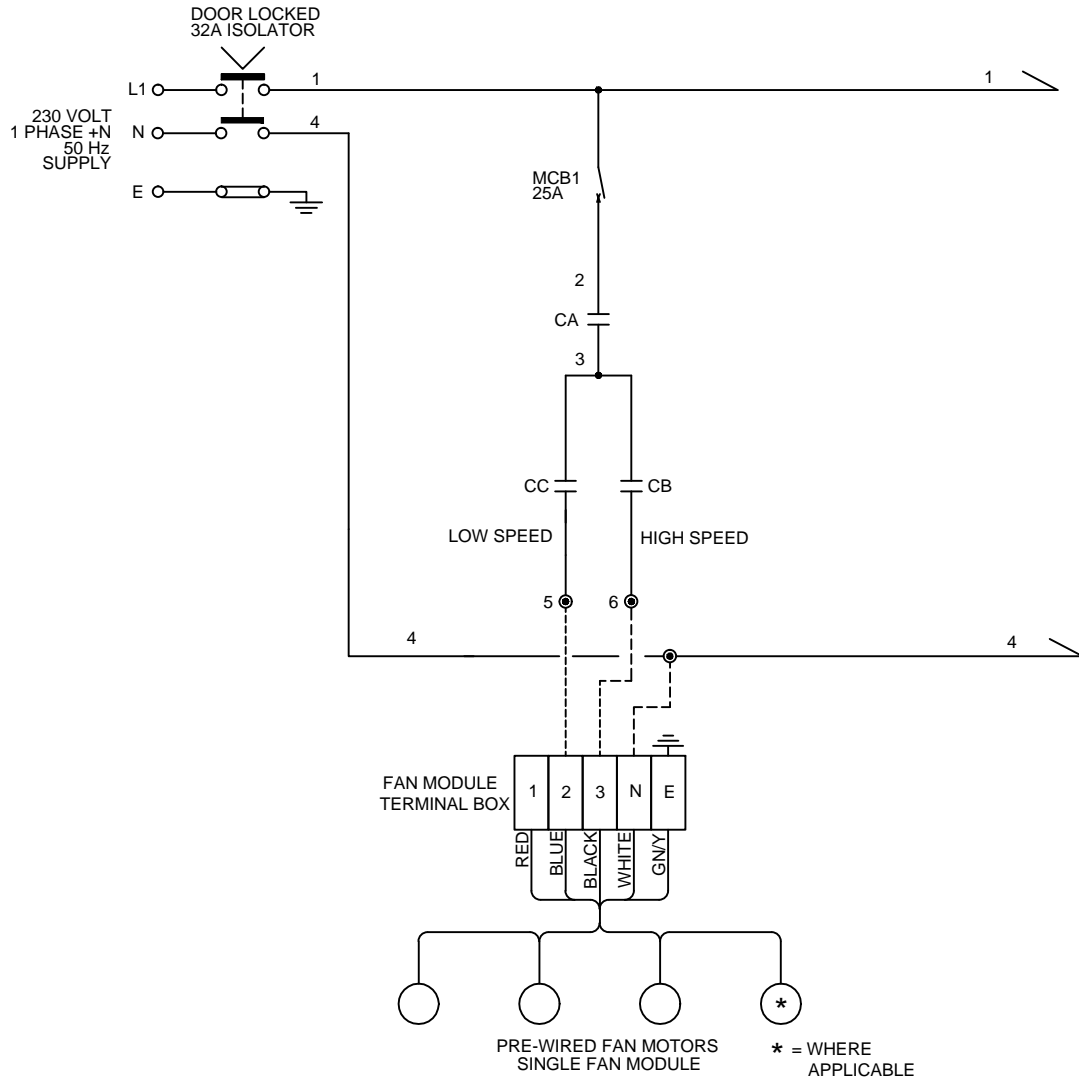 DOOR LOCKED
32A ISOLATOR
L1
1
1
230 VOLT
1 PHASE +N
50 Hz
SUPPLY
N
4
E
MCB1
25A
2
CA
3
CC
CB
LOW SPEED
HIGH SPEED
5
6
4
4
FAN MODULE
TERMINAL BOX
1
2
3
N
E
RED
BLUE
BLACK
WHITE
GN/Y
*
PRE-WIRED FAN MOTORS
SINGLE FAN MODULE
* = WHERE
APPLICABLE